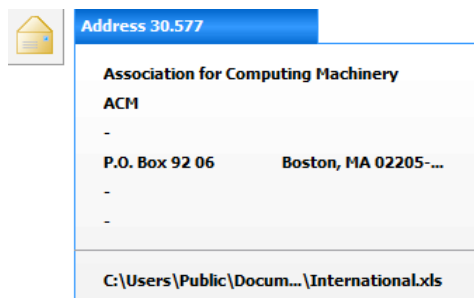 Address 30.577
Association for Computing Machinery
ACM
-
P.O. Box 92 06 Boston, MA 02205-...
-
-
C:\Users\Public\Docum...\International.xls